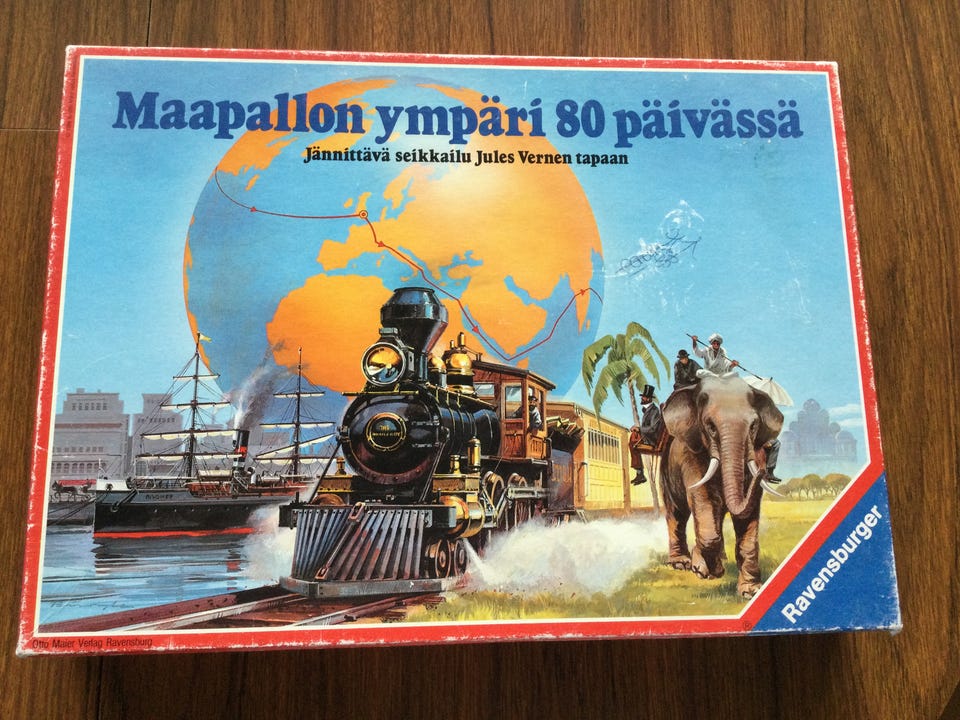 Maapallon ympäri 80 päivässä
Jännittävä seikkailu Jules Vernen tapaan
Ravensburger
®
Otto Maier Verlag Ravensburg